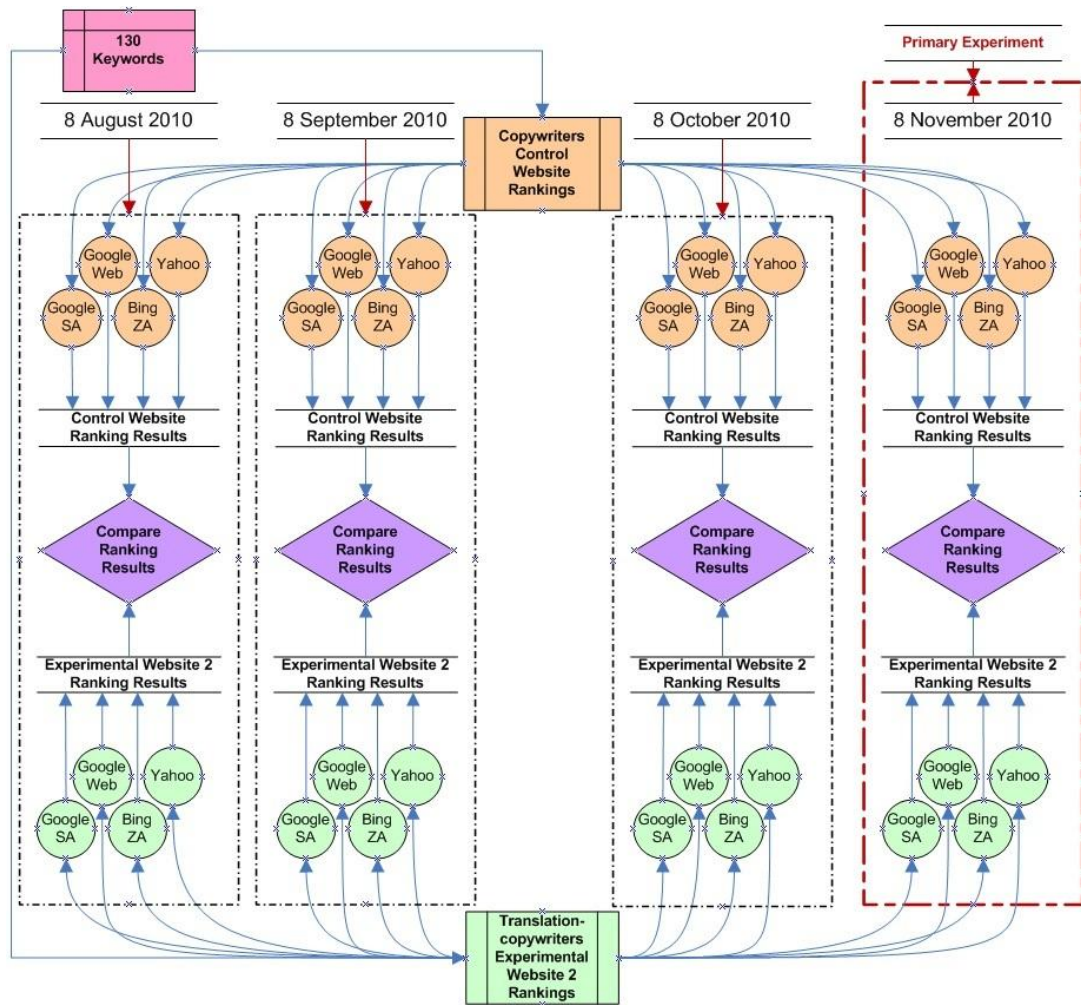 130
Keywords
Primary Experiment
8 August 2010
8 September 2010
8 October 2010
8 November 2010
Copywriters
Control
Website
Rankings
Google
Web
Yahoo
Google
SA
Bing
ZA
Google
Web
Yahoo
Google
SA
Bing
ZA
Google
Web
Yahoo
Google
SA
Bing
ZA
Google
Web
Yahoo
Google
SA
Bing
ZA
Control Website
Ranking Results
Control Website
Ranking Results
Control Website
Ranking Results
Control Website
Ranking Results
Compare
Ranking
Results
Compare
Ranking
Results
Compare
Ranking
Results
Compare
Ranking
Results
Experimental Website 2
Ranking Results
Experimental Website 2
Ranking Results
Experimental Website 2
Ranking Results
Experimental Website 2
Ranking Results
Google
Web
Yahoo
Google
SA
Bing
ZA
Google
Web
Yahoo
Google
SA
Bing
ZA
Google
Web
Yahoo
Google
SA
Bing
ZA
Google
Web
Yahoo
Google
SA
Bing
ZA
Translation-
copywriters
Experimental
Website 2
Rankings